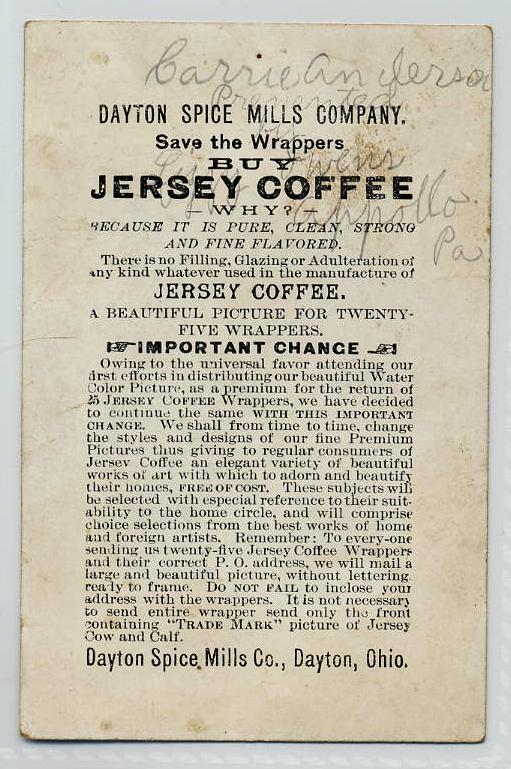 Carrie Anderson
Presented
by
DAYTON SPICE MILLS COMPANY.
Save the Wrappers
BUY
JERSEY COFFEE
—WHY?—
BECAUSE IT IS PURE, CLEAN, STRONG
AND FINE FLAVORED.
Owens
Appollo
Pa.
There is no Filling, Glazing or Adulteration of
any kind whatever used in the manufacture of
JERSEY COFFEE.
A BEAUTIFUL PICTURE FOR TWENTY-
FIVE WRAPPERS.
☞IMPORTANT CHANGE☜
Owing to the universal favor attending our
first efforts in distributing our beautiful Water
Color Picture, as a premium for the return of
25 JERSEY COFFEE Wrappers, we have decided
to continue the same WITH THIS IMPORTANT
CHANGE. We shall from time to time, change
the styles and designs of our fine Premium
Pictures thus giving to regular consumers of
Jersey Coffee an elegant variety of beautiful
works of art with which to adorn and beautify
their homes, FREE OF COST. These subjects will
be selected with especial reference to their suit-
ability to the home circle, and will comprise
choice selections from the best works of home
and foreign artists. Remember: To every-one
sending us twenty-five Jersey Coffee Wrappers
and their correct P. O. address, we will mail a
large and beautiful picture, without lettering
ready to frame. DO NOT FAIL to inclose your
address with the wrappers. It is not necessary
to send entire wrapper send only the front
containing "TRADE MARK" picture of Jersey
Cow and Calf.
Dayton Spice Mills Co., Dayton, Ohio.